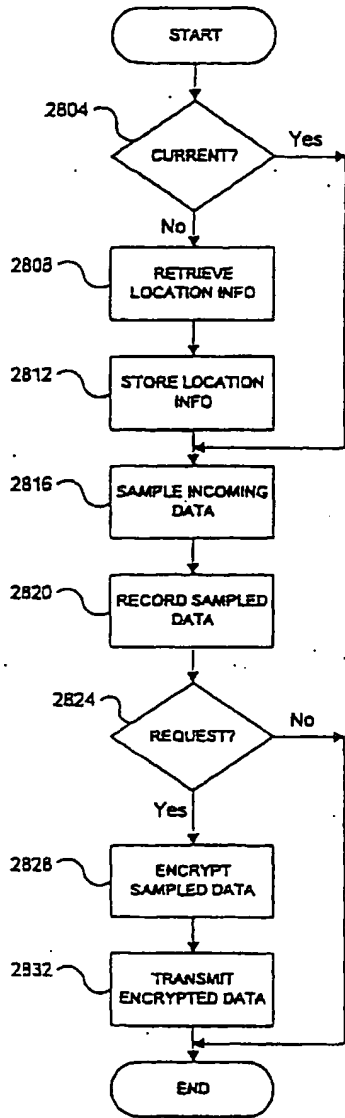 START
2804
CURRENT?
Yes
No
2808
RETRIEVE
LOCATION INFO
2812
STORE LOCATION
INFO
2816
SAMPLE INCOMING
DATA
2820
RECORD SAMPLED
DATA
2824
REQUEST?
No
Yes
2828
ENCRYPT
SAMPLED DATA
2832
TRANSMIT
ENCRYPTED DATA
END